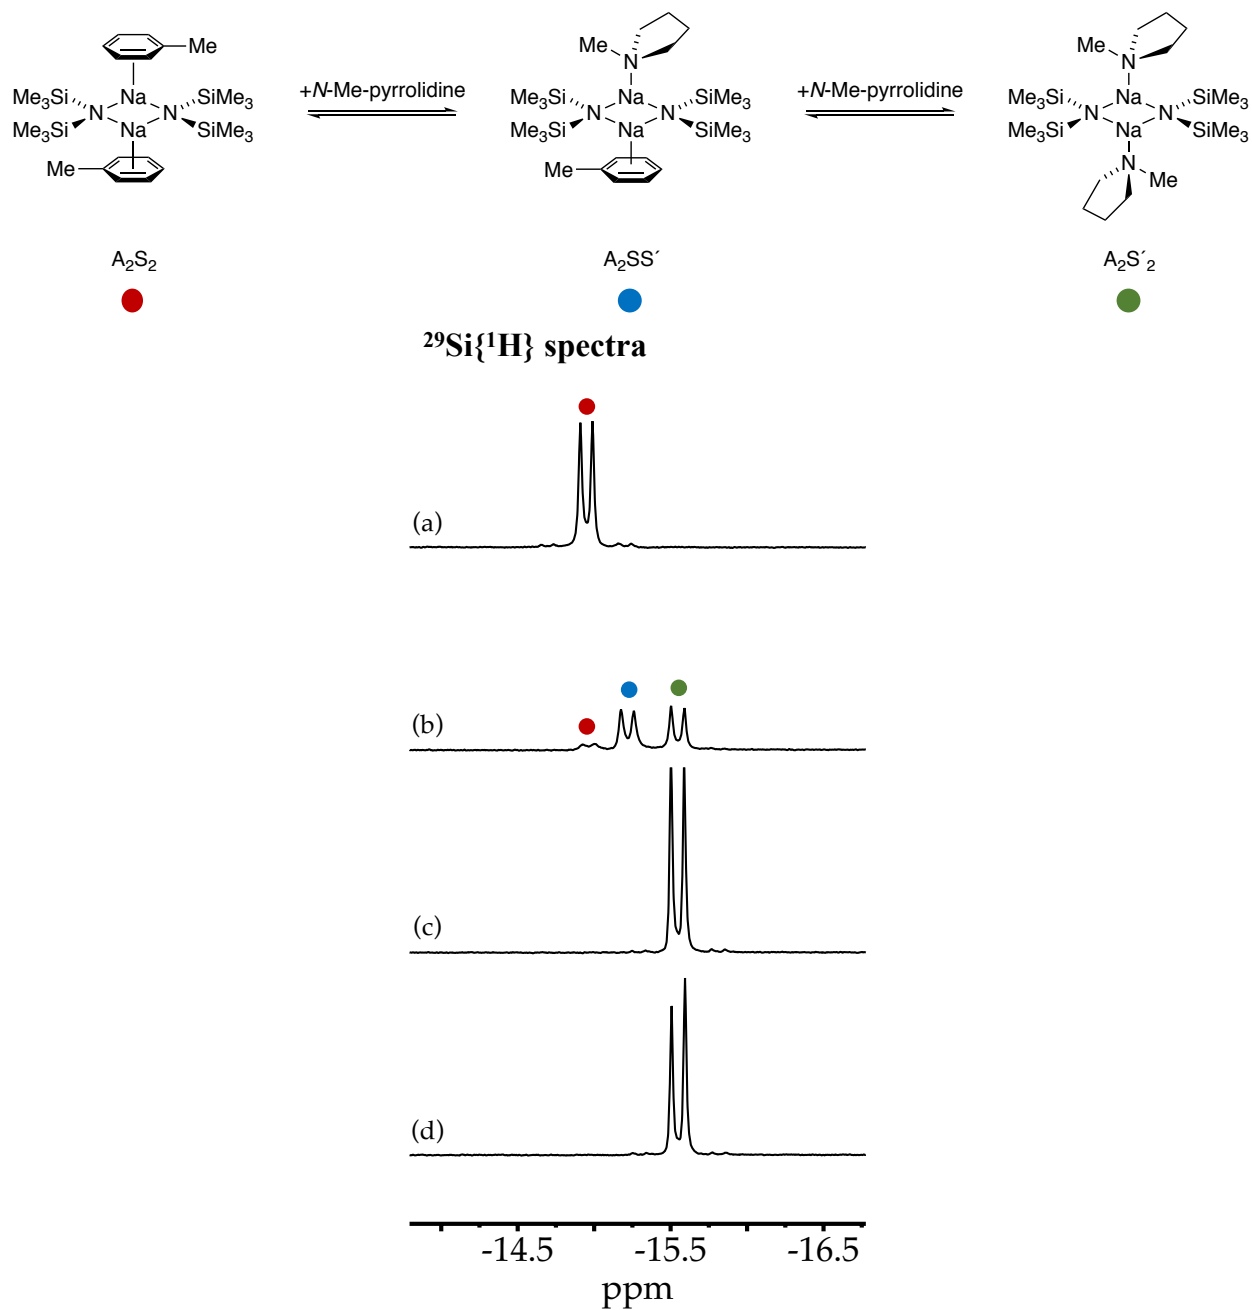 Me
Me
Me
N
N
Me3Si
SiMe3
Me3Si
SiMe3
Me3Si
SiMe3
Na
+N-Me-pyrrolidine
Na
+N-Me-pyrrolidine
Na
N
N
N
N
N
N
Me3Si
SiMe3
Me3Si
SiMe3
Me3Si
SiMe3
Na
Na
Na
Me
Me
N
Me
A2S2
A2SS´
A2S´2
29Si{1H} spectra
(a)
(b)
(c)
(d)
-14.5 -15.5 -16.5
ppm